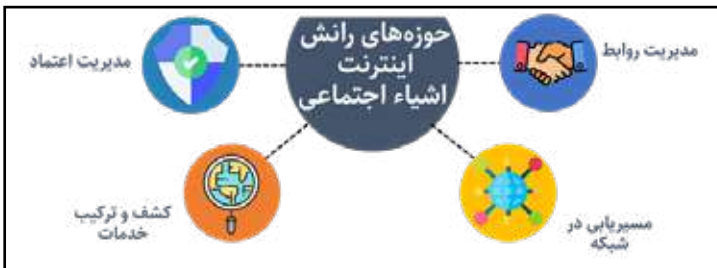 حوزه‌های رانش
اینترنت
اشیاء اجتماعی
مدیریت روابط
مدیریت اعتماد
مسیریابی در
شبکه
کشف و ترکیب
خدمات